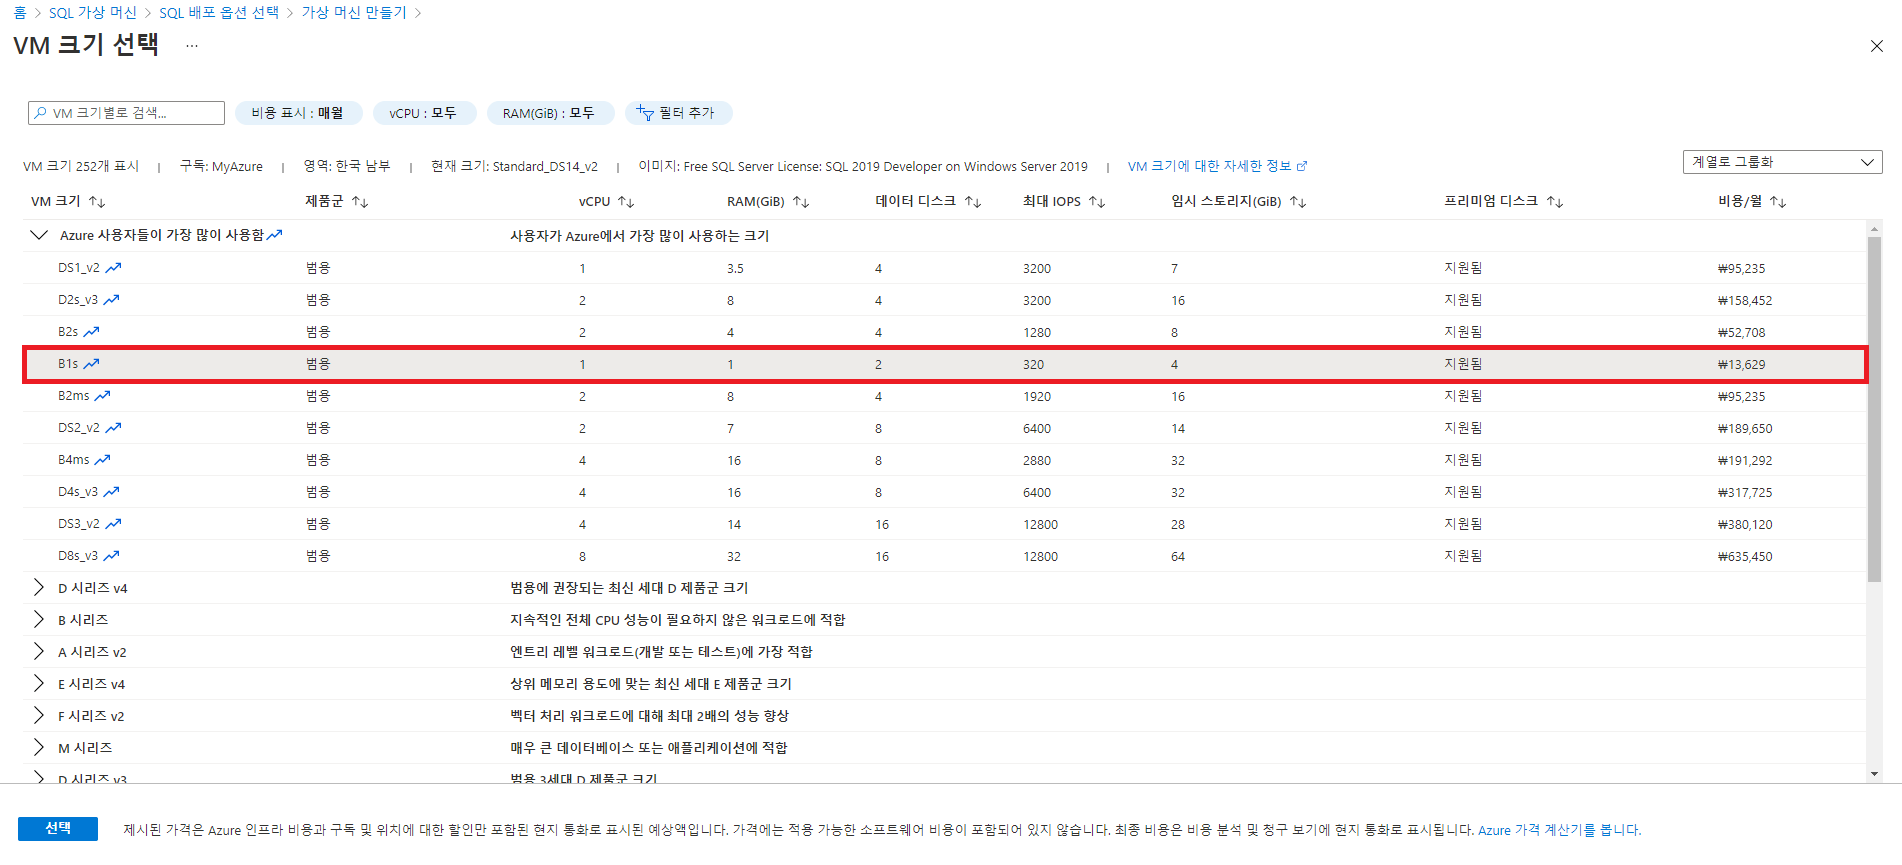 홈 > SQL 가상 머신 > SQL 배포 옵션 선택 > 가상 머신 만들기 >
VM 크기 선택 ...
VM 크기별로 검색... 비용 표시 : 매월 vCPU : 모두 RAM(GiB) : 모두 필터 추가
VM 크기 252개 표시 | 구독: MyAzure | 영역: 한국 남부 | 현재 크기: Standard_DS14_v2 | 이미지: Free SQL Server License: SQL 2019 Developer on Windows Server 2019 | VM 크기에 대한 자세한 정보 계열로 그룹화
VM 크기 제품군 vCPU RAM(GiB) 데이터 디스크 최대 IOPS 임시 스토리지(GiB) 프리미엄 디스크 비용/월
Azure 사용자들이 가장 많이 사용함 사용자가 Azure에서 가장 많이 사용하는 크기
DS1_v2 범용 1 3.5 4 3200 7 지원됨 ₩95,235
D2s_v3 범용 2 8 4 3200 16 지원됨 ₩158,452
B2s 범용 2 4 4 1280 8 지원됨 ₩52,708
B1s 범용 1 1 2 320 4 지원됨 ₩13,629
B2ms 범용 2 8 4 1920 16 지원됨 ₩95,235
DS2_v2 범용 2 7 8 6400 14 지원됨 ₩189,650
B4ms 범용 4 16 8 2880 32 지원됨 ₩191,292
D4s_v3 범용 4 16 8 6400 32 지원됨 ₩317,725
DS3_v2 범용 4 14 16 12800 28 지원됨 ₩380,120
D8s_v3 범용 8 32 16 12800 64 지원됨 ₩635,450
D 시리즈 v4 범용에 권장되는 최신 세대 D 제품군 크기
B 시리즈 지속적인 전체 CPU 성능이 필요하지 않은 워크로드에 적합
A 시리즈 v2 엔트리 레벨 워크로드(개발 또는 테스트)에 가장 적합
E 시리즈 v4 상위 메모리 용도에 맞는 최신 세대 E 제품군 크기
F 시리즈 v2 벡터 처리 워크로드에 대해 최대 2배의 성능 향상
M 시리즈 매우 큰 데이터베이스 또는 애플리케이션에 적합
D 시리즈 v3 범용 3세대 D 제품군 크기
선택 제시된 가격은 Azure 인프라 비용과 구독 및 위치에 대한 할인만 포함된 현지 통화로 표시된 예상액입니다. 가격에는 적용 가능한 소프트웨어 비용이 포함되어 있지 않습니다. 최종 비용은 비용 분석 및 청구 보기에 현지 통화로 표시됩니다. Azure 가격 계산기를 봅니다.